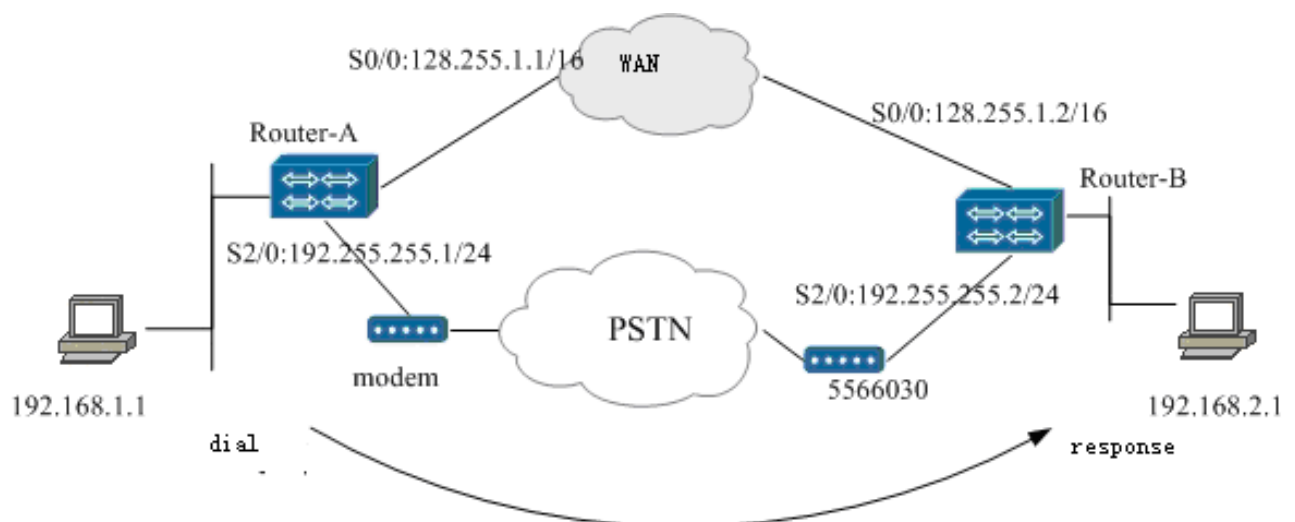 S0/0:128.255.1.1/16
WAN
S0/0:128.255.1.2/16
Router-A
Router-B
S2/0:192.255.255.1/24
S2/0:192.255.255.2/24
PSTN
modem
5566030
192.168.1.1
192.168.2.1
dial
response